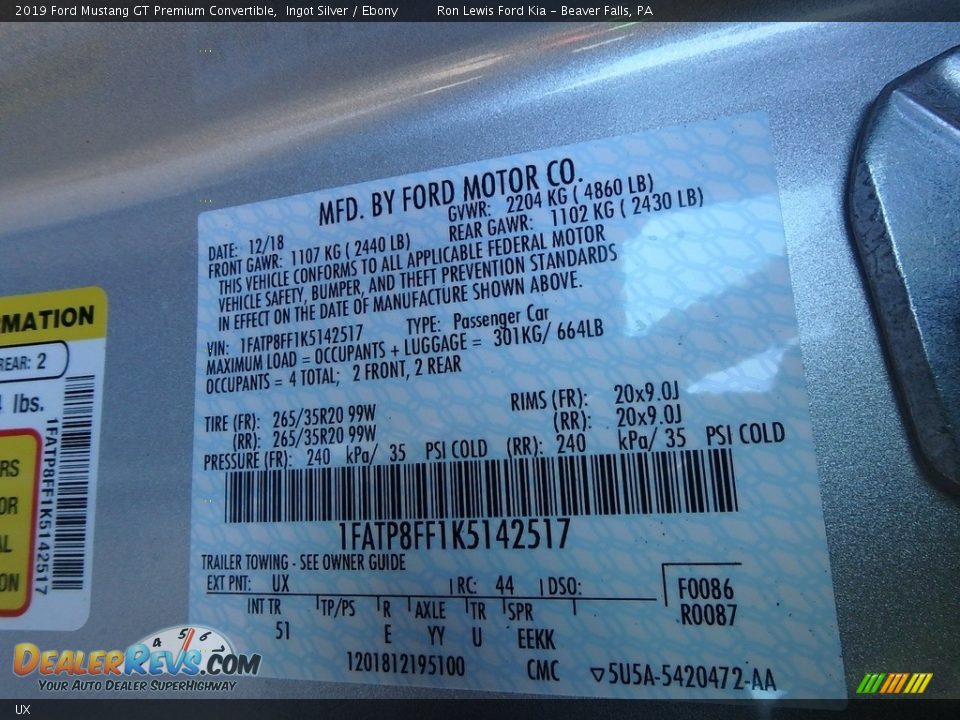 2019 Ford Mustang GT Premium Convertible, Ingot Silver / Ebony Ron Lewis Ford Kia - Beaver Falls, PA
MFD. BY FORD MOTOR CO.
DATE: 12/18 GVWR: 2204 KG ( 4860 LB)
FRONT GAWR: 1107 KG ( 2440 LB) REAR GAWR: 1102 KG ( 2430 LB)
THIS VEHICLE CONFORMS TO ALL APPLICABLE FEDERAL MOTOR
VEHICLE SAFETY, BUMPER, AND THEFT PREVENTION STANDARDS
IN EFFECT ON THE DATE OF MANUFACTURE SHOWN ABOVE.
VIN: 1FATP8FF1K5142517 TYPE: Passenger Car
MAXIMUM LOAD = OCCUPANTS + LUGGAGE = 301KG/ 664LB
OCCUPANTS = 4 TOTAL; 2 FRONT, 2 REAR
TIRE (FR): 265/35R20 99W RIMS (FR): 20x9.0J
(RR): 265/35R20 99W (RR): 20x9.0J
PRESSURE (FR): 240 kPa/ 35 PSI COLD (RR): 240 kPa/ 35 PSI COLD
1FATP8FF1K5142517
TRAILER TOWING - SEE OWNER GUIDE
EXT PNT: UX RC: 44 DSO: F0086
INT TR TP/PS R AXLE TR SPR R0087
51 E YY U EEKK
1201812195100 CMC ▽5U5A-5420472-AA
RMATION
REAR: 2
lbs.
1FATP8FF1K5142517
RS
OR
AL
ON
4 5 6
DEALERREVS.COM
YOUR AUTO DEALER SUPERHIGHWAY
UX